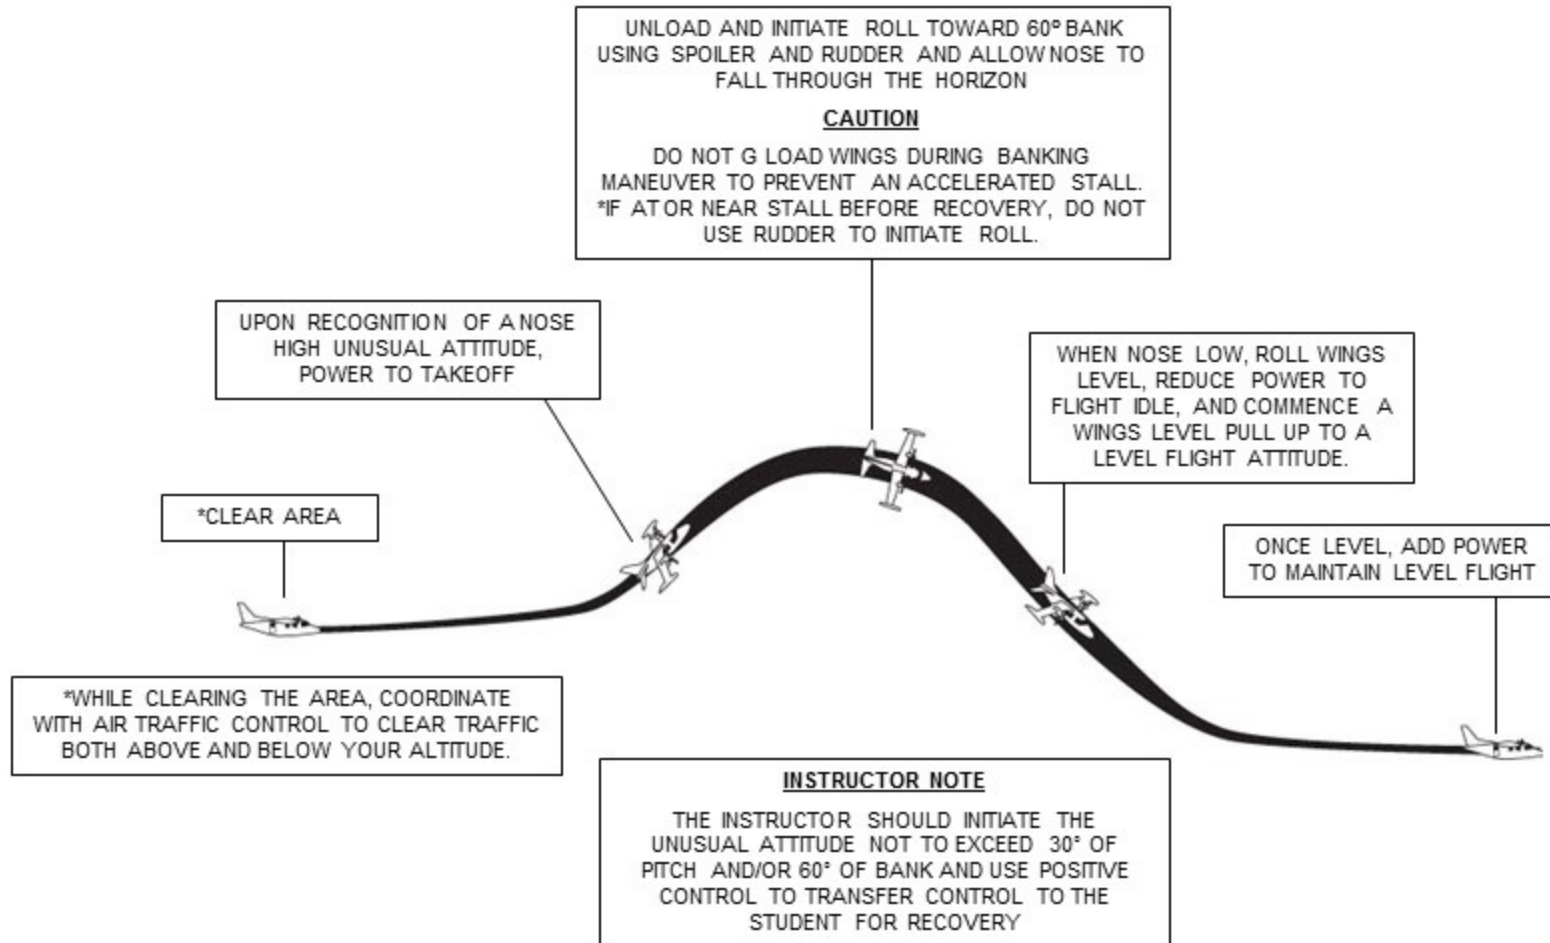 UNLOAD AND INITIATE ROLL TOWARD 60º BANK
USING SPOILER AND RUDDER AND ALLOW NOSE TO
FALL THROUGH THE HORIZON
CAUTION
DO NOT G LOAD WINGS DURING BANKING
MANEUVER TO PREVENT AN ACCELERATED STALL.
*IF AT OR NEAR STALL BEFORE RECOVERY, DO NOT
USE RUDDER TO INITIATE ROLL.
UPON RECOGNITION OF A NOSE
HIGH UNUSUAL ATTITUDE,
POWER TO TAKEOFF
WHEN NOSE LOW, ROLL WINGS
LEVEL, REDUCE POWER TO
FLIGHT IDLE, AND COMMENCE A
WINGS LEVEL PULL UP TO A
LEVEL FLIGHT ATTITUDE.
*CLEAR AREA
ONCE LEVEL, ADD POWER
TO MAINTAIN LEVEL FLIGHT
*WHILE CLEARING THE AREA, COORDINATE
WITH AIR TRAFFIC CONTROL TO CLEAR TRAFFIC
BOTH ABOVE AND BELOW YOUR ALTITUDE.
INSTRUCTOR NOTE
THE INSTRUCTOR SHOULD INITIATE THE
UNUSUAL ATTITUDE NOT TO EXCEED 30° OF
PITCH AND/OR 60° OF BANK AND USE POSITIVE
CONTROL TO TRANSFER CONTROL TO THE
STUDENT FOR RECOVERY